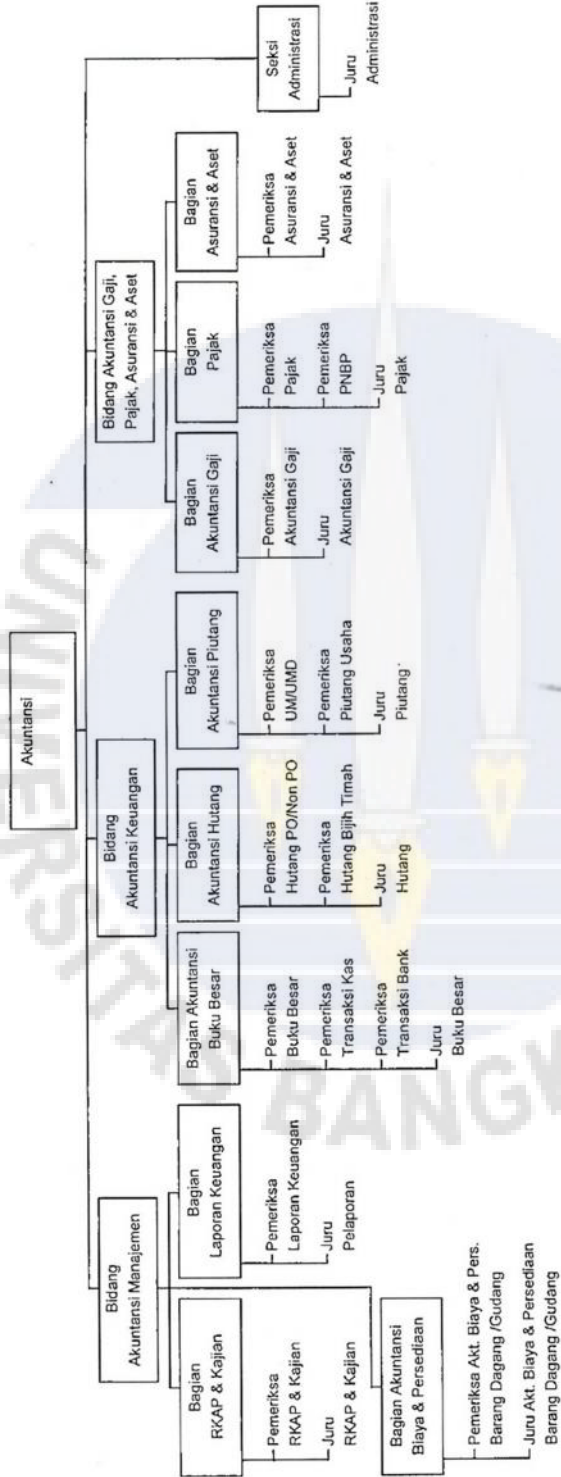 Akuntansi
Bidang
Akuntansi Manajemen
Bagian
RKAP & Kajian
Pemeriksa
RKAP & Kajian
Juru
RKAP & Kajian
Bagian
Laporan Keuangan
Pemeriksa
Laporan Keuangan
Juru
Pelaporan
Bagian Akuntansi
Biaya & Persediaan
Pemeriksa Akt. Biaya & Pers.
Barang Dagang /Gudang
Juru Akt. Biaya & Persediaan
Barang Dagang /Gudang
Bidang
Akuntansi Keuangan
Bagian Akuntansi
Buku Besar
Pemeriksa
Buku Besar
Pemeriksa
Transaksi Kas
Pemeriksa
Transaksi Bank
Juru
Buku Besar
Bagian
Akuntansi Hutang
Pemeriksa
Hutang PO/Non PO
Pemeriksa
Hutang Bijih Timah
Juru
Hutang
Bagian
Akuntansi Piutang
Pemeriksa
UM/UMD
Pemeriksa
Piutang Usaha
Juru
Piutang
Bidang Akuntansi Gaji,
Pajak, Asuransi & Aset
Bagian
Akuntansi Gaji
Pemeriksa
Akuntansi Gaji
Juru
Akuntansi Gaji
Bagian
Pajak
Pemeriksa
Pajak
Pemeriksa
PNBP
Juru
Pajak
Bagian
Asuransi & Aset
Pemeriksa
Asuransi & Aset
Juru
Asuransi & Aset
Seksi
Administrasi
Juru
Administrasi
UNIVERSITAS BANGK